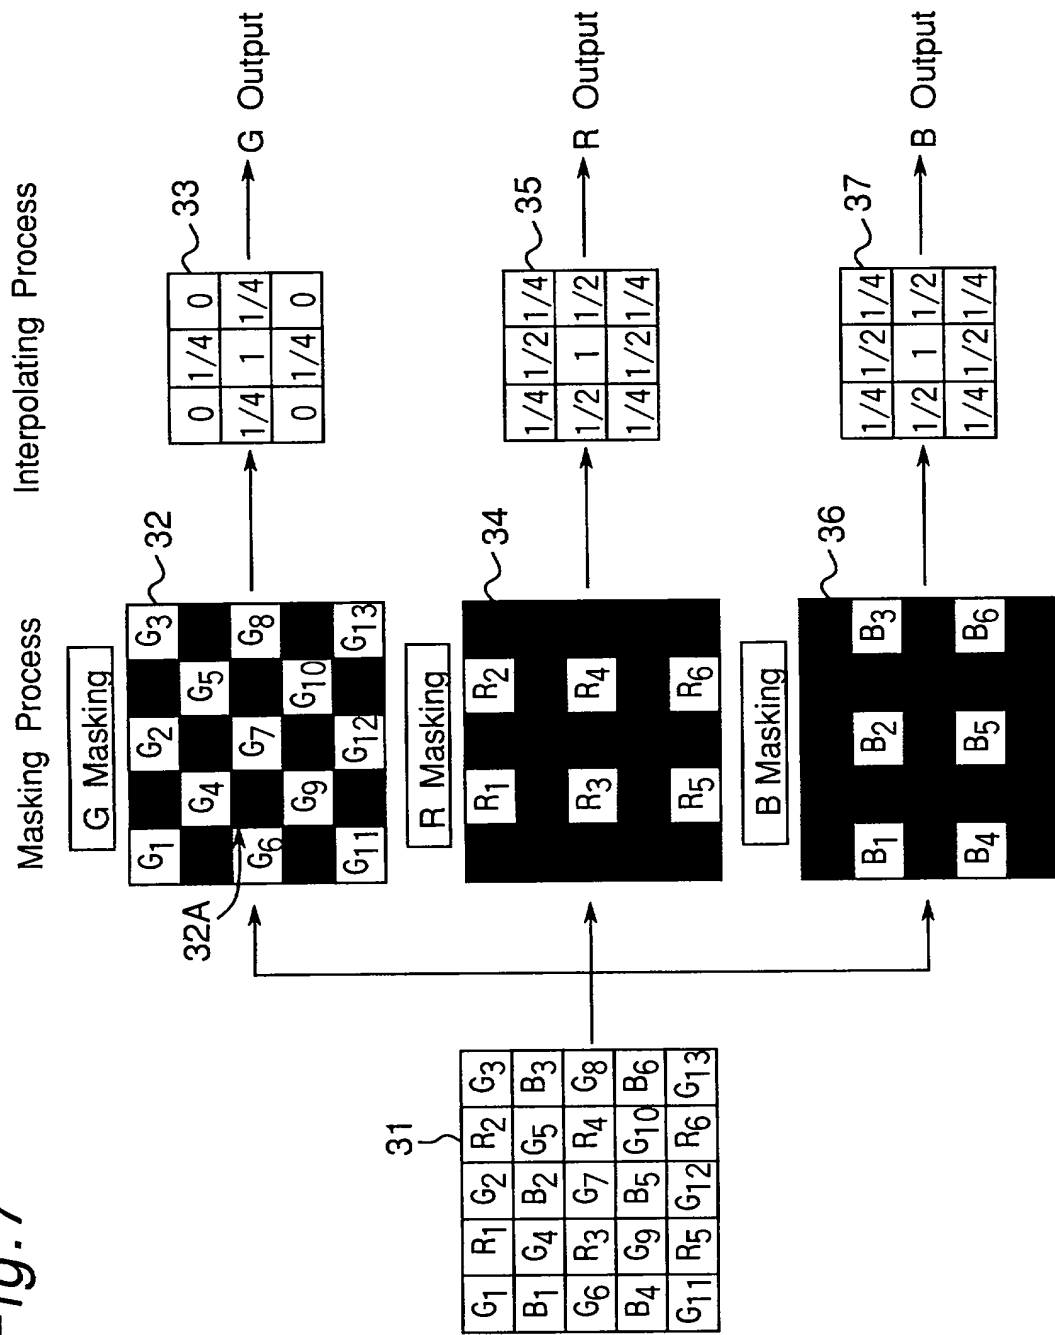 Fig. 7
Masking Process
Interpolating Process
31
G1 R1 G2 R2 G3
B1 G4 B2 G5 B3
G6 R3 G7 R4 G8
B4 G9 B5 G10 B6
G11 R5 G12 R6 G13
G Masking
32
32A
G1 G2 G3
G4 G5
G6 G7 G8
G9 G10
G11 G12 G13
33
0 1/4 0
1/4 1 1/4
0 1/4 0
G Output
R Masking
34
R1 R2
R3 R4
R5 R6
35
1/4 1/2 1/4
1/2 1 1/2
1/4 1/2 1/4
R Output
B Masking
36
B1 B2 B3
B4 B5 B6
37
1/4 1/2 1/4
1/2 1 1/2
1/4 1/2 1/4
B Output